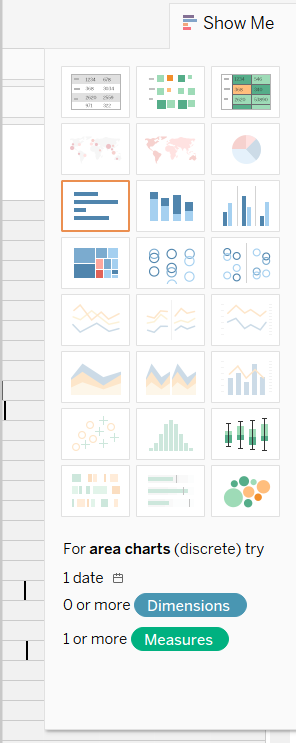 Show Me
For area charts (discrete) try
1 date
0 or more Dimensions
1 or more Measures